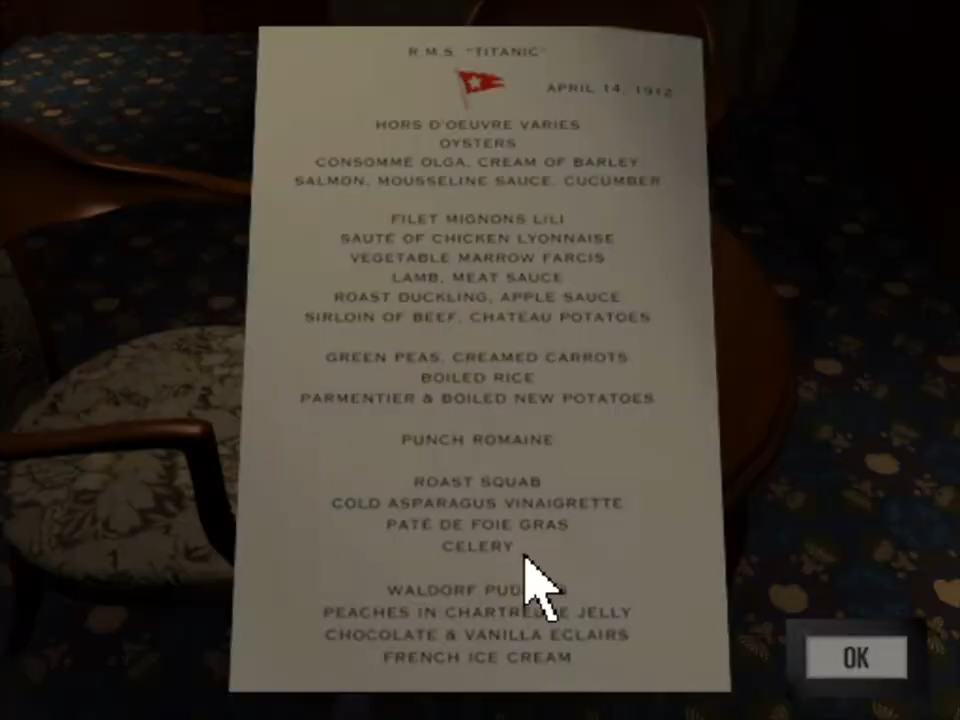 R.M.S. "TITANIC"
APRIL 14, 1912
HORS D'OEUVRE VARIES
OYSTERS
CONSOMME OLGA, CREAM OF BARLEY
SALMON, MOUSSELINE SAUCE, CUCUMBER
FILET MIGNONS LILI
SAUTÉ OF CHICKEN LYONNAISE
VEGETABLE MARROW FARCIS
LAMB, MEAT SAUCE
ROAST DUCKLING, APPLE SAUCE
SIRLOIN OF BEEF, CHATEAU POTATOES
GREEN PEAS, CREAMED CARROTS
BOILED RICE
PARMENTIER & BOILED NEW POTATOES
PUNCH ROMAINE
ROAST SQUAB
COLD ASPARAGUS VINAIGRETTE
PATÉ DE FOIE GRAS
CELERY
WALDORF PUDDING
PEACHES IN CHARTREUSE JELLY
CHOCOLATE & VANILLA ECLAIRS
FRENCH ICE CREAM
OK